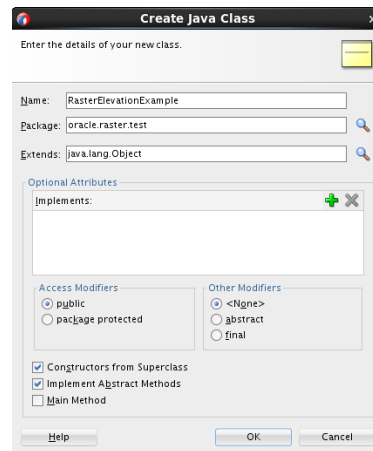 Create Java Class
Enter the details of your new class.
Name: RasterElevationExample
Package: oracle.raster.test
Extends: java.lang.Object
Optional Attributes
Implements:
Access Modifiers
public
package protected
Other Modifiers
<None>
abstract
final
Constructors from Superclass
Implement Abstract Methods
Main Method
Help OK Cancel